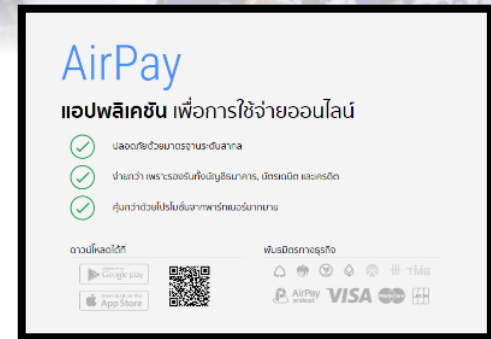 AirPay
แอปพลิเคชัน เพื่อการใช้จ่ายออนไลน์
ปลอดภัยด้วยมาตรฐานระดับสากล
ง่ายกว่า เพราะรองรับทั้งบัญชีธนาคาร, บัตรเดบิต และเครดิต
คุ้มกว่าด้วยโปรโมชั่นจากพาร์ทเนอร์มากมาย
ดาวน์โหลดได้ที่
พันธมิตรทางธุรกิจ
Google play
App Store
TMB
AirPay
VISA
JCB